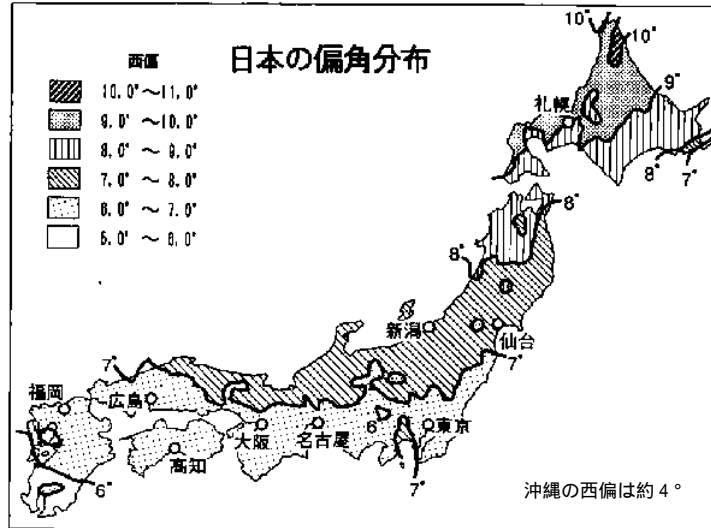 日本の偏角分布
西偏
10.0°～11.0°
9.0°～10.0°
8.0°～9.0°
7.0°～8.0°
6.0°～7.0°
5.0°～6.0°
10°
10°
9°
札幌
8°
7°
8°
8°
新潟
仙台
7°
7°
福岡
広島
大阪
名古屋
6
東京
高知
6°
7°
沖縄の西偏は約4°